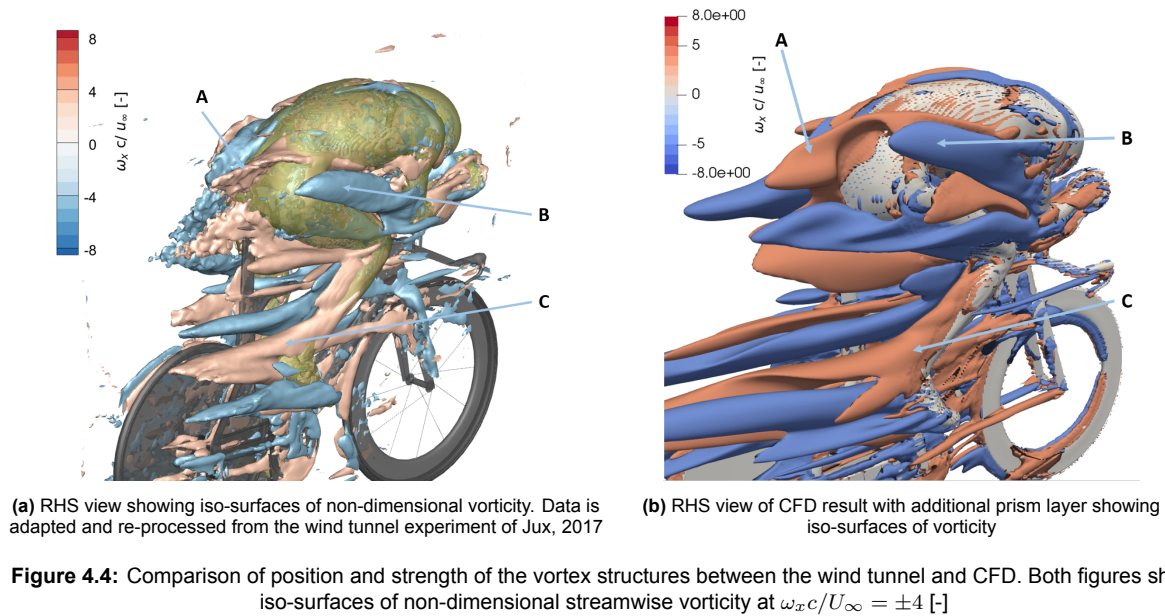 8
4
0
-4
-8
ω_x c/ u_∞ [-]
A
B
C
8.0e+00
5
0
-5
-8.0e+00
ω_x c/ u_∞ [-]
A
B
C
(a) RHS view showing iso-surfaces of non-dimensional vorticity. Data is
adapted and re-processed from the wind tunnel experiment of Jux, 2017
(b) RHS view of CFD result with additional prism layer showing
iso-surfaces of vorticity
Figure 4.4: Comparison of position and strength of the vortex structures between the wind tunnel and CFD. Both figures sh
iso-surfaces of non-dimensional streamwise vorticity at ω_x c/U_∞ = ±4 [-]